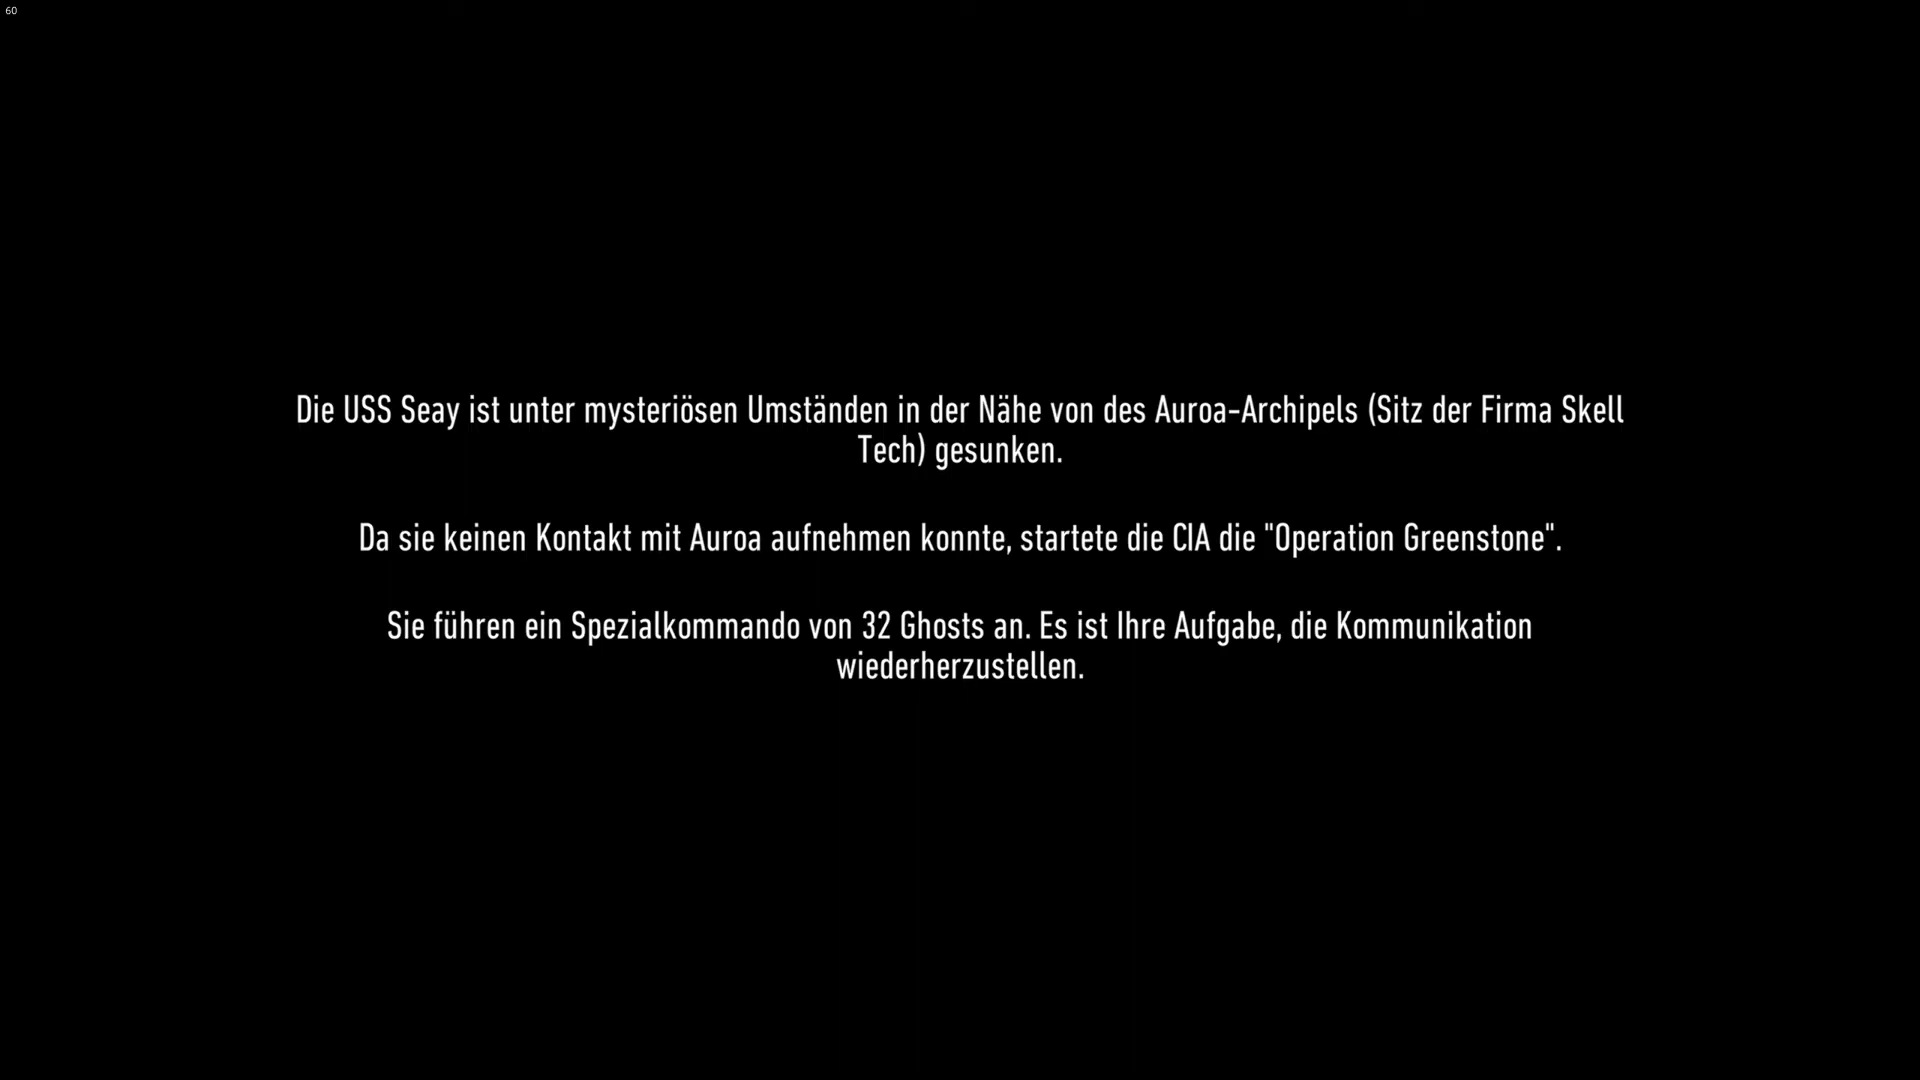 60
Die USS Seay ist unter mysteriösen Umständen in der Nähe von des Auroa-Archipels (Sitz der Firma Skell
Tech) gesunken.
Da sie keinen Kontakt mit Auroa aufnehmen konnte, startete die CIA die "Operation Greenstone".
Sie führen ein Spezialkommando von 32 Ghosts an. Es ist Ihre Aufgabe, die Kommunikation
wiederherzustellen.